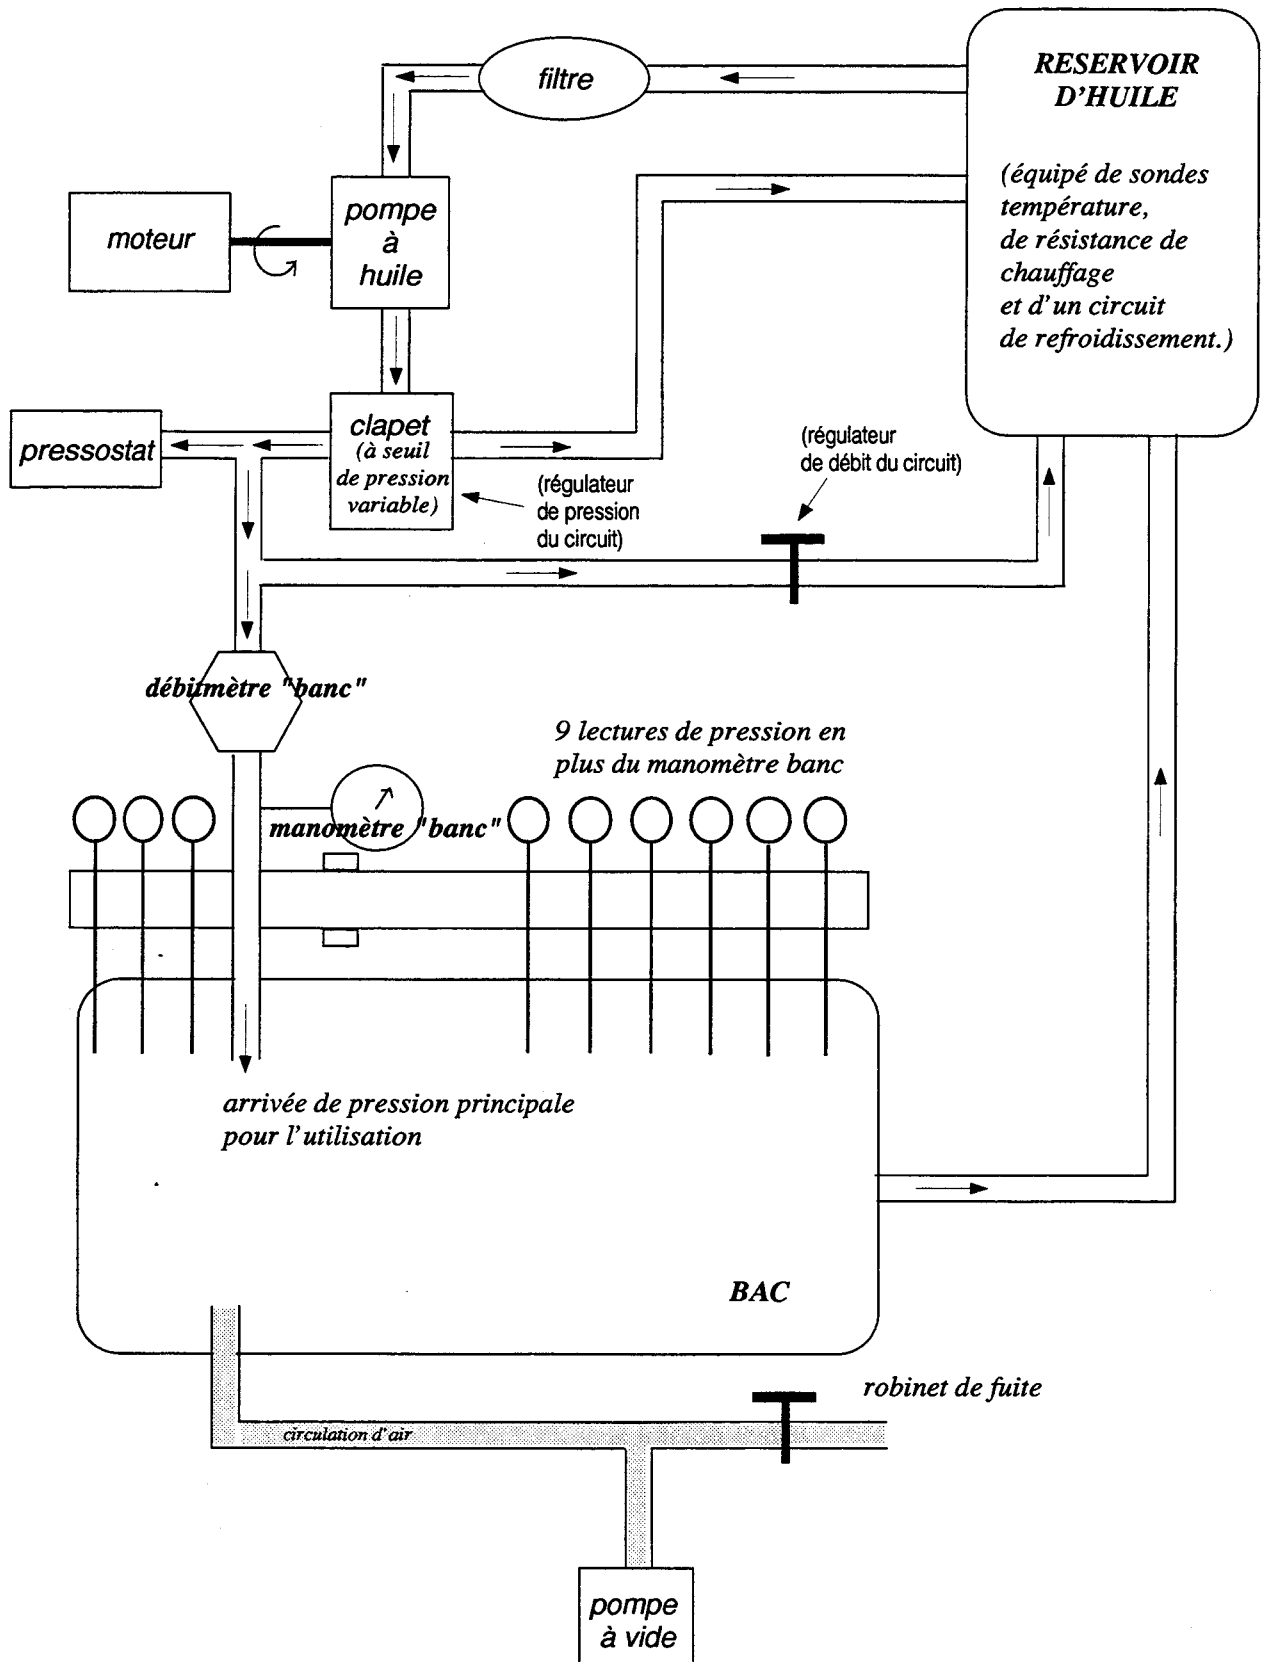 filtre
RESERVOIR
D'HUILE
(équipé de sondes
température,
de résistance de
chauffage
et d'un circuit
de refroidissement.)
moteur
pompe
à
huile
pressostat
clapet
(à seuil
de pression
variable)
(régulateur
de pression
du circuit)
(régulateur
de débit du circuit)
débitmètre "banc"
9 lectures de pression en
plus du manomètre banc
manomètre "banc"
arrivée de pression principale
pour l'utilisation
BAC
robinet de fuite
circulation d'air
pompe
à vide